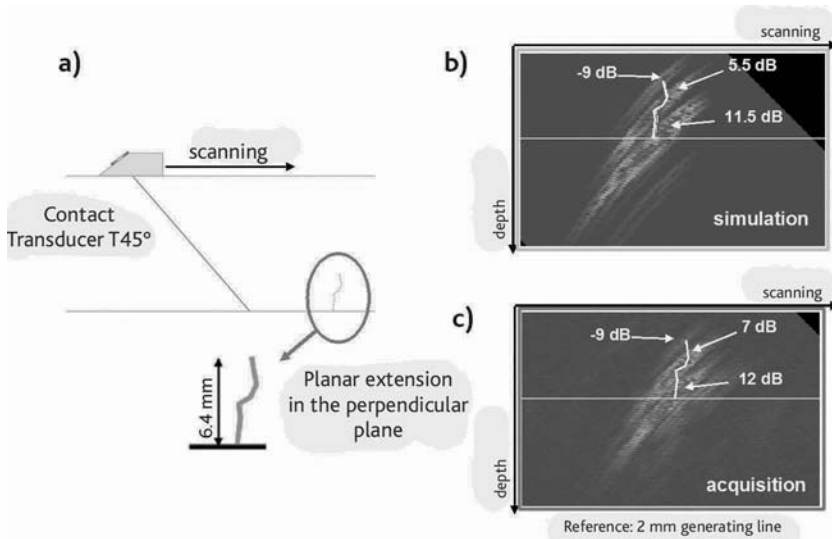 a)
scanning
Contact
Transducer T45°
6.4 mm
Planar extension
in the perpendicular
plane
b)
scanning
-9 dB
5.5 dB
11.5 dB
depth
simulation
c)
scanning
-9 dB
7 dB
12 dB
depth
acquisition
Reference: 2 mm generating line